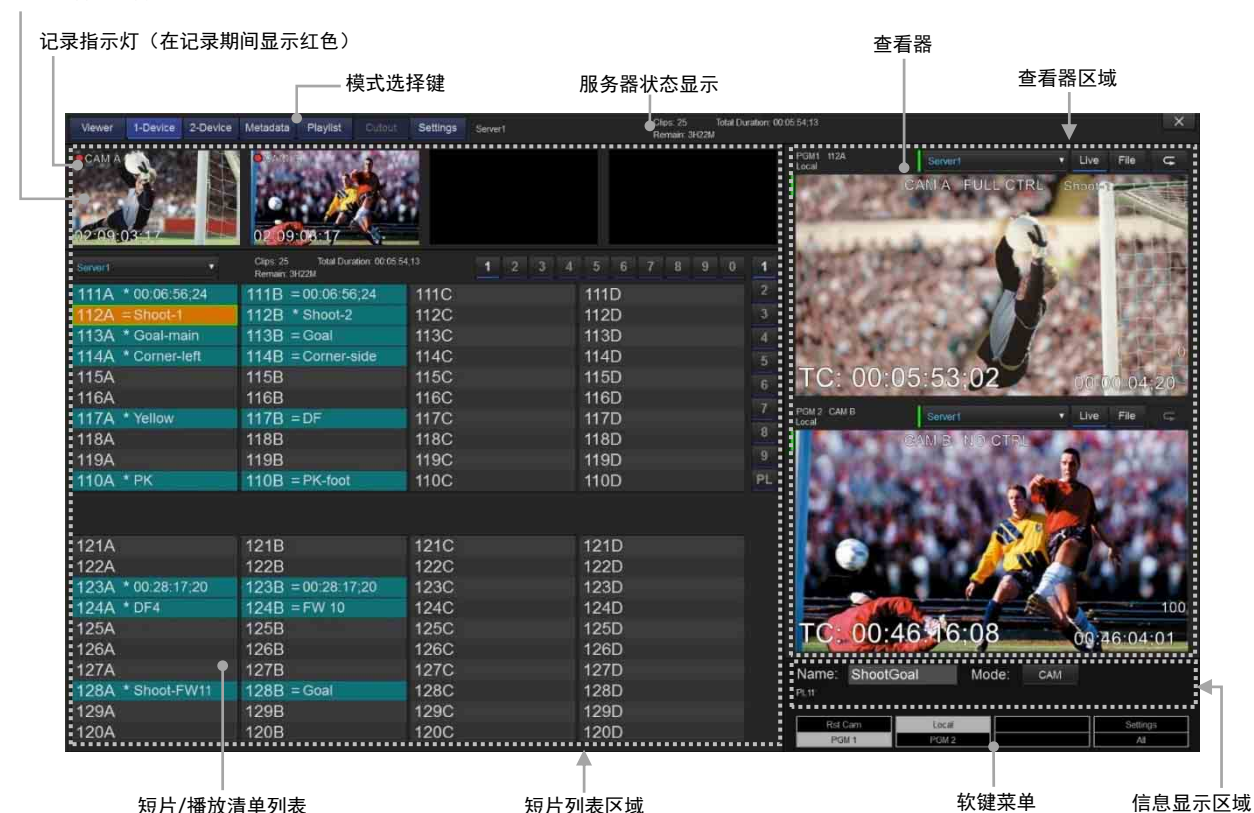 记录指示灯（在记录期间显示红色）
查看器
模式选择键
服务器状态显示
查看器区域
Viewer 1-Device 2-Device Metadata Playlist Cutout Settings Server1
Clips: 25 Total Duration: 00:05:54;13
Remain: 3H22M
CAM A
02:09:03:17
02:09:06:17
PGM1 112A
Local
Server1 Live File
CAM A FULL CTRL Shoot-1
TC: 00:05:53;02
00:00:04;20
Server1
Clips: 25 Total Duration: 00:05:54;13
Remain: 3H22M
1 2 3 4 5 6 7 8 9 0 1
111A * 00:06:56;24 111B = 00:06:56;24 111C 111D 2
112A = Shoot-1 112B * Shoot-2 112C 112D 3
113A * Goal-main 113B = Goal 113C 113D 4
114A * Corner-left 114B = Corner-side 114C 114D 5
115A 115B 115C 115D
116A 116B 116C 116D 6
117A * Yellow 117B = DF 117C 117D 7
118A 118B 118C 118D 8
119A 119B 119C 119D 9
110A * PK 110B = PK-foot 110C 110D PL
121A 121B 121C 121D
122A 122B 122C 122D
123A * 00:28:17;20 123B = 00:28:17;20 123C 123D
124A * DF4 124B = FW 10 124C 124D
125A 125B 125C 125D
126A 126B 126C 126D
127A 127B 127C 127D
128A * Shoot-FW11 128B = Goal 128C 128D
129A 129B 129C 129D
120A 120B 120C 120D
PGM 2 CAM B
Local
Server1 Live File
CAM B NO CTRL
100
TC: 00:46:16;08
00:46:04:01
Name: ShootGoal Mode: CAM
PL11
Rst Cam Local Settings
PGM 1 PGM 2 All
短片/播放清单列表
短片列表区域
软键菜单
信息显示区域